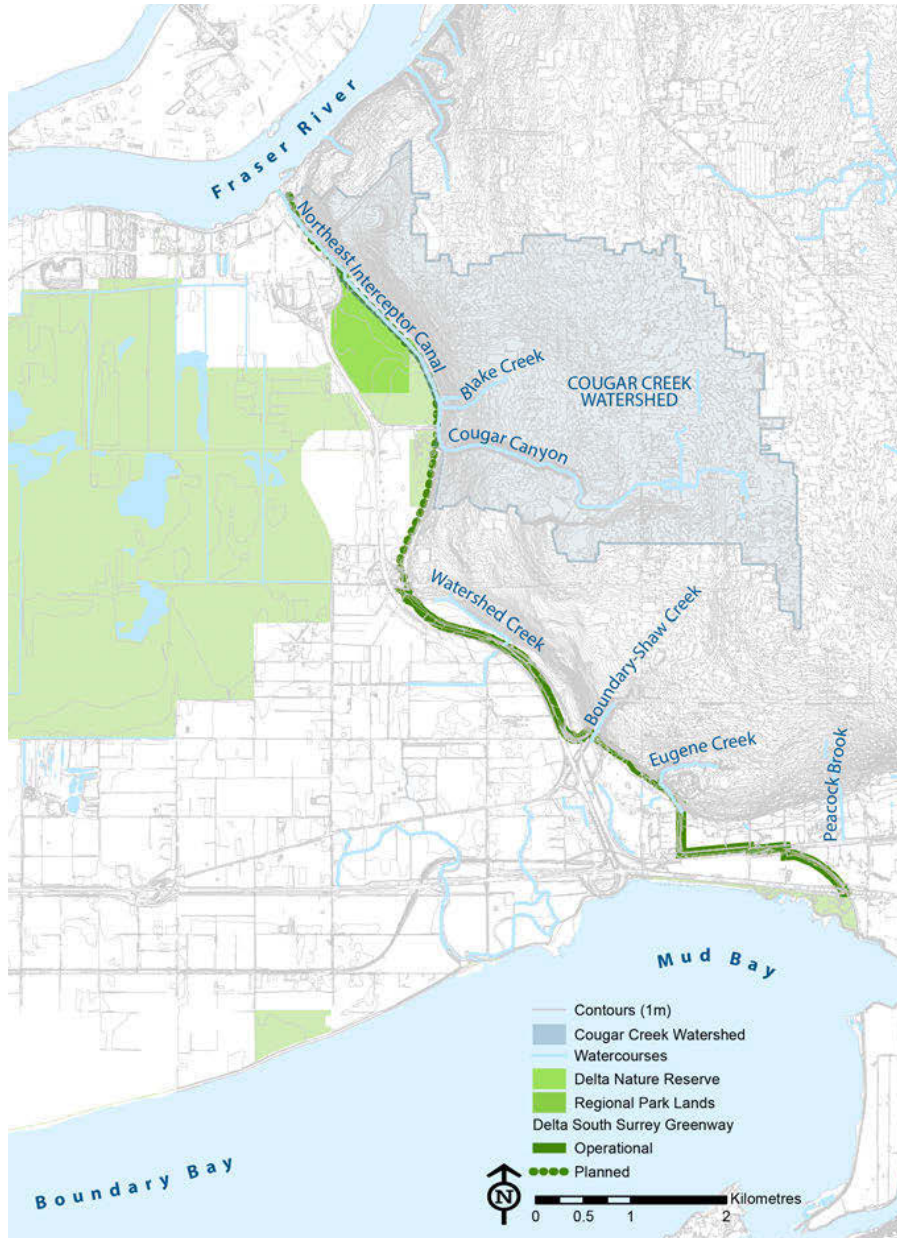 Fraser River
Northeast Interceptor Canal
Blake Creek
COUGAR CREEK
WATERSHED
Cougar Canyon
Watershed Creek
Boundary-Shaw Creek
Eugene Creek
Peacock Brook
Mud Bay
Contours (1m)
Cougar Creek Watershed
Watercourses
Delta Nature Reserve
Regional Park Lands
Delta South Surrey Greenway
Operational
Planned
Boundary Bay
N
Kilometres
0 0.5 1 2